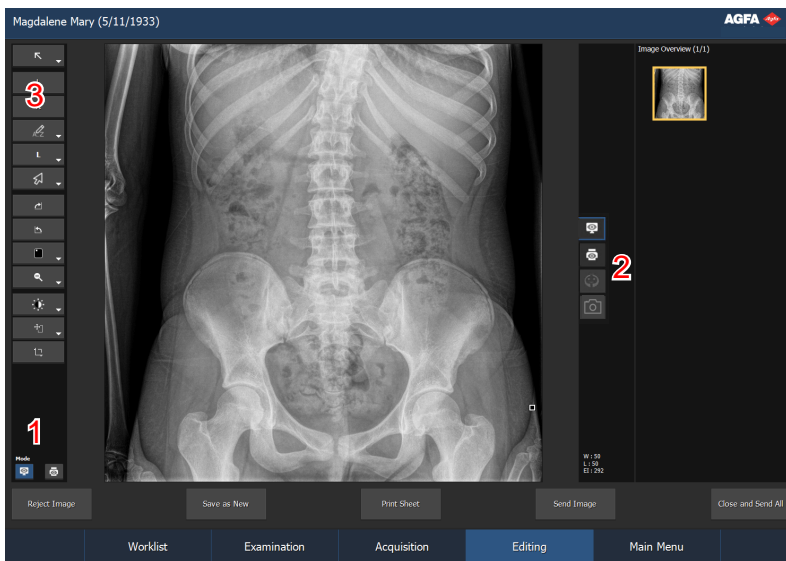 Magdalene Mary (5/11/1933)
AGFA
Image Overview (1/1)
3
L
2
1
Mode
W : 50
L : 50
EI : 292
Reject Image
Save as New
Print Sheet
Send Image
Close and Send All
Worklist
Examination
Acquisition
Editing
Main Menu